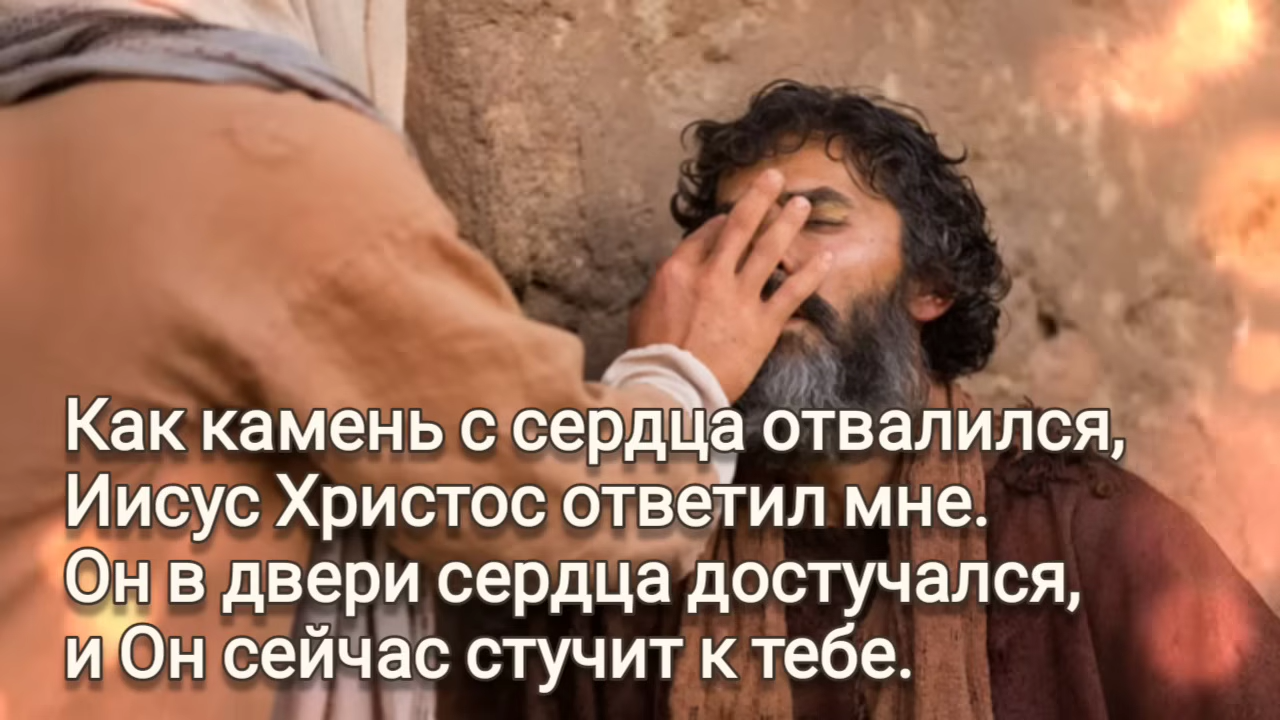 Как камень с сердца отвалился,
Иисус Христос ответил мне.
Он в двери сердца достучался,
и Он сейчас стучит к тебе.